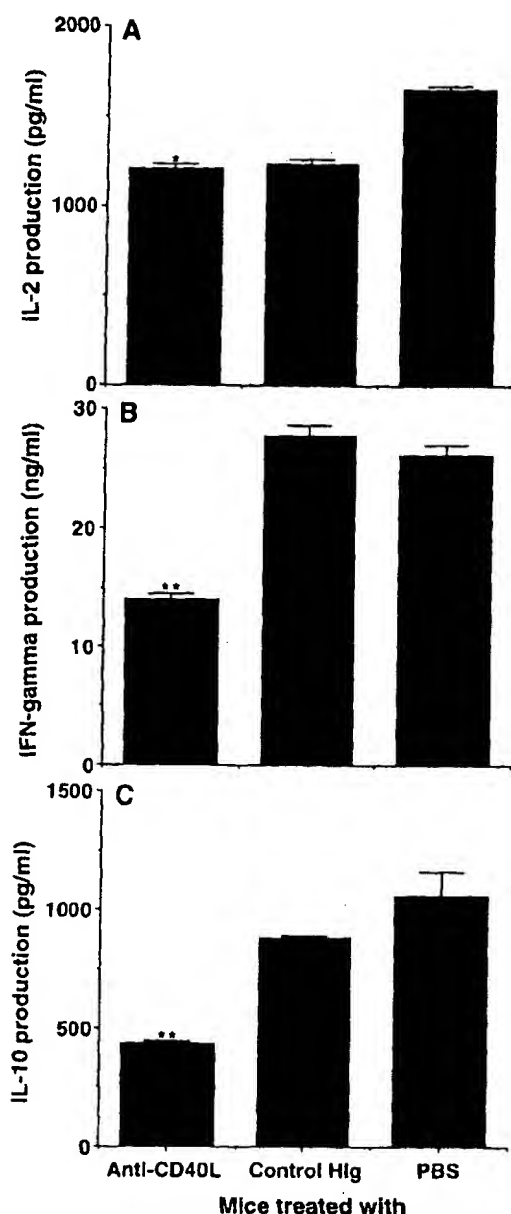 A
2000
1000
0
IL-2 production (pg/ml)
*
B
30
20
10
0
IFN-gamma production (ng/ml)
**
C
1500
1000
500
0
IL-10 production (pg/ml)
**
Anti-CD40L Control HIg PBS
Mice treated with